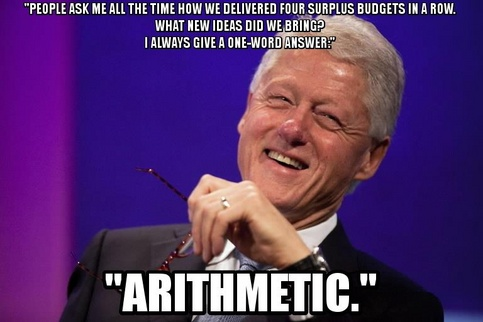 "PEOPLE ASK ME ALL THE TIME HOW WE DELIVERED FOUR SURPLUS BUDGETS IN A ROW.
WHAT NEW IDEAS DID WE BRING?
I ALWAYS GIVE A ONE-WORD ANSWER:"
"ARITHMETIC."